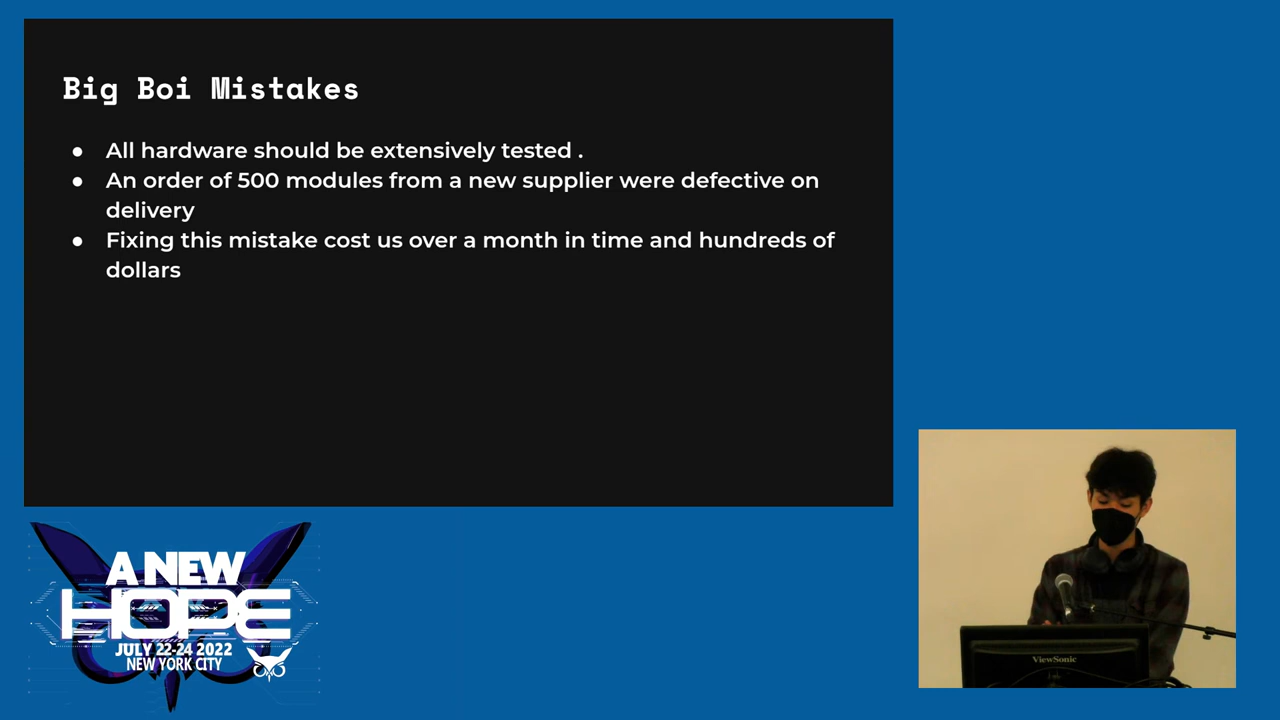 Big Boi Mistakes
● All hardware should be extensively tested .
● An order of 500 modules from a new supplier were defective on
delivery
● Fixing this mistake cost us over a month in time and hundreds of
dollars
A NEW
HOPE
JULY 22-24 2022
NEW YORK CITY
ViewSonic